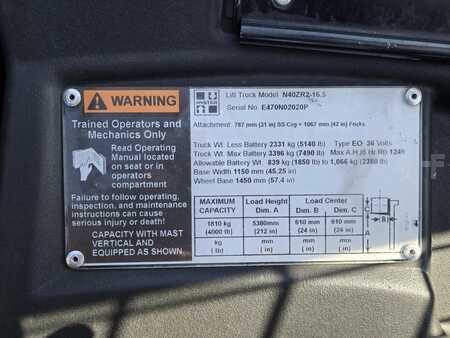 WARNING
Trained Operators and
Mechanics Only
Read Operating
Manual located
on seat or in
operators
compartment
Failure to follow operating,
inspection, and maintenance
instructions can cause
serious injury or death!
CAPACITY WITH MAST
VERTICAL AND
EQUIPPED AS SHOWN
HYSTER
Lift Truck Model N40ZR2-16.5
Serial No. E470N02020P
Attachment: 787 mm (31 in) SS Crg + 1067 mm (42 in) Forks
Truck Wt. Less Battery 2331 kg (5140 lb) Type EO 36 Volts
Truck Wt. Max Battery 3396 kg (7490 lb) Max A.H.(6 Hr Rt) 1240
Allowable Battery Wt. 839 kg (1850 lb) to 1,066 kg (2350 lb)
Base Width 1150 mm (45.25 in)
Wheel Base 1450 mm (57.4 in)
MAXIMUM CAPACITY Load Height Dim. A Load Center Dim. B Dim. C
1810 kg 5380mm 610 mm 610 mm
(4000 lb) (212 in) (24 in) (24 in)
kg mm mm mm
( lb) ( in) ( in) ( in)
B
A